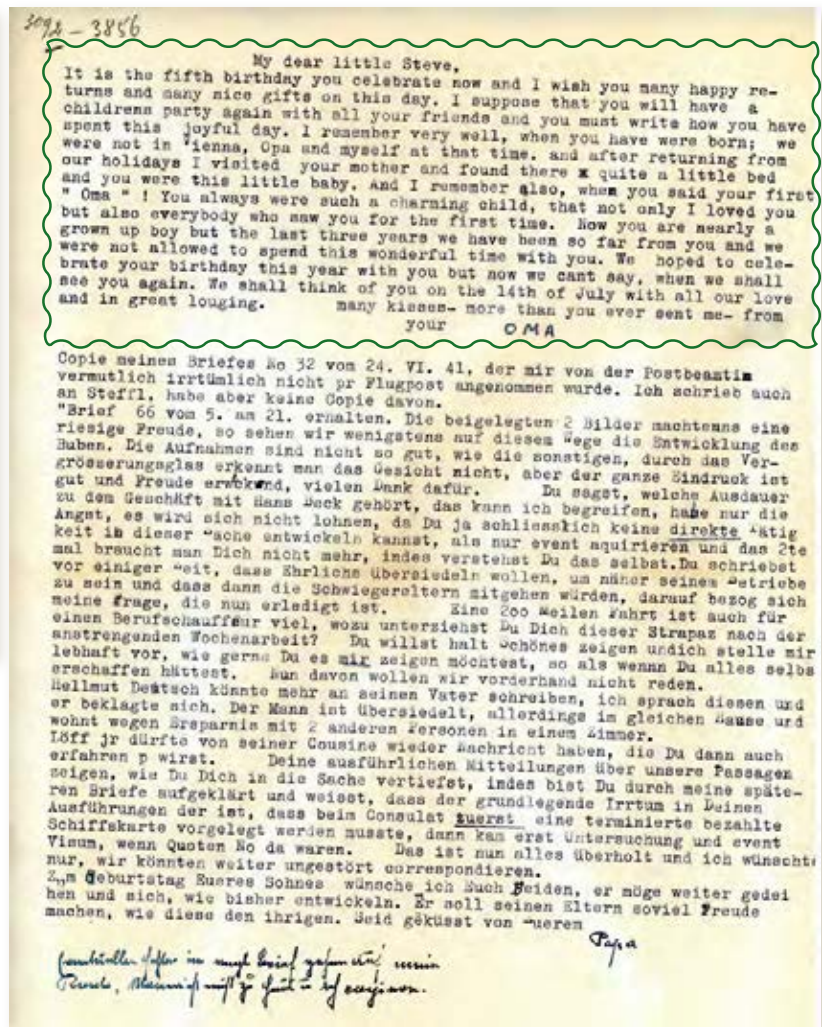 3092 – 3856
My dear little Steve,
It is the fifth birthday you celebrate now and I wish you many happy re-
turns and many nice gifts on this day. I suppose that you will have a
childrens party again with all your friends and you must write how you have
spent this joyful day. I remember very well, when you have were born; we
were not in Vienna, Opa and myself at that time. and after returning from
our holidays I visited your mother and found there x quite a little bed
and you were this little baby. And I remember also, when you said your first
" Oma " ! You always were such a charming child, that not only I loved you
but also everybody who saw you for the first time. Now you are nearly a
grown up boy but the last three years we have been so far from you and we
were not allowed to spend this wonderful time with you. We hoped to cele-
brate your birthday this year with you but now we cant say, when we shall
see you again. We shall think of you on the 14th of July with all our love
and in great louging. many kisses- more than you ever sent me- from
your OMA
Copie meines Briefes No 32 vom 24. VI. 41, der mir von der Postbeamtin
vermutlich irrtümlich nicht pr Flugpost angenommen wurde. Ich schrieb auch
an Steffl, habe aber keine Copie davon.
"Brief 66 vom 5. am 21. erhalten. Die beigelegten 2 Bilder machtemns eine
riesige Freude, so sehen wir wenigstens auf diesem Wege die Entwicklung des
Buben. Die Aufnahmen sind nicht so gut, wie die sonstigen, durch das Ver-
grösserungsglas erkennt man das Gesicht nicht, aber der ganze Eindruck ist
gut und Freude erweckend, vielen Dank dafür. Du sagst, welche Ausdauer
zu dem Geschäft mit Hans Deck gehört, das kann ich begreifen, habe nur die
Angst, es wird sich nicht lohnen, da Du ja schliesslich keine direkte Tätig
keit in dieser Sache entwickeln kannst, als nur event aquirieren und das 2te
mal braucht man Dich nicht mehr, indes verstehst Du das selbst.Du schriebst
vor einiger Zeit, dass Ehrlichs übersiedeln wollen, um näher seinem Betriebe
zu sein und dass dann die Schwiegereltern mitgehen würden, darauf bezog sich
meine Frage, die nun erledigt ist. Eine 2oo Meilen Fahrt ist auch für
einen Berufschauffeur viel, wozu unterziehst Du Dich dieser Strapaz nach der
anstrengenden Wochenarbeit? Du willst halt Schönes zeigen undich stelle mir
lebhaft vor, wie gerne Du es mir zeigen möchtest, so als wenn Du alles selbs
erschaffen hättest. Nun davon wollen wir vorderhand nicht reden.
Hellmut Deutsch könnte mehr an seinen Vater schreiben, ich sprach diesen und
er beklagte sich. Der Mann ist übersiedelt, allerdings im gleichen Hause und
wohnt wegen Ersparnis mit 2 anderen Personen in einem Zimmer.
Löff jr dürfte von seiner Cousine wieder Nachricht haben, die Du dann auch
erfahren p wirst. Deine ausführlichen Mitteilungen über unsere Passagen
zeigen, wie Du Dich in die Sache vertiefst, indes bist Du durch meine späte-
ren Briefe aufgeklärt und weisst, dass der grundlegende Irrtum in Deinen
Ausführungen der ist, dass beim Consulat zuerst eine terminierte bezahlte
Schiffskarte vorgelegt werden musste, dann kam erst Untersuchung und event
Visum, wenn Quoten No da waren. Das ist nun alles überholt und ich wünschte
nur, wir könnten weiter ungestört correspondieren.
Zum Geburtstag Eueres Sohnes wünsche ich Euch Beiden, er möge weiter gedei
hen und sich, wie bisher entwickeln. Er soll seinen Eltern soviel Freude
machen, wie diese den ihrigen. Seid geküsst von Euerem
Papa